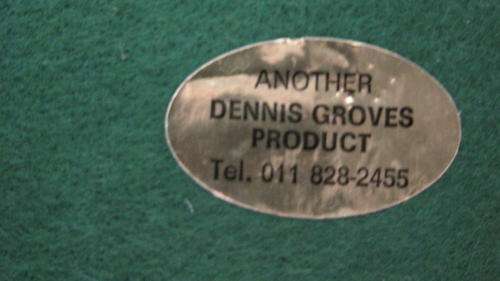 ANOTHER
DENNIS GROVES
PRODUCT
Tel. 011 828-2455